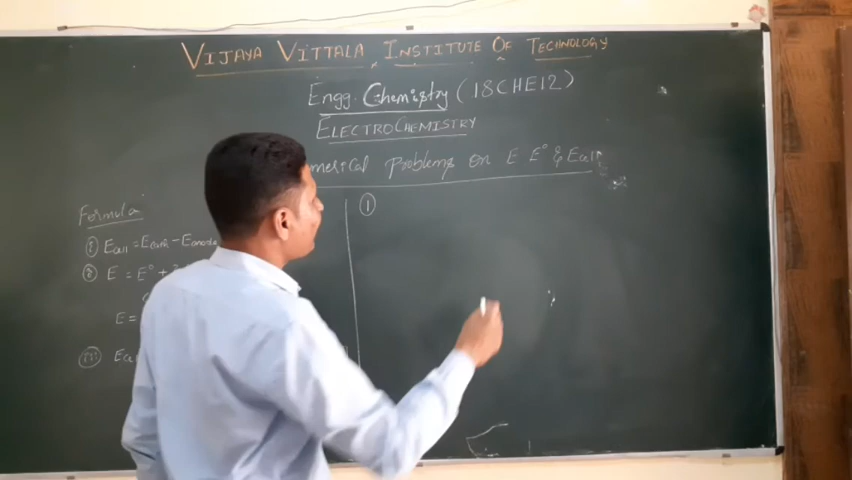 VIJAYA VITTALA INSTITUTE OF TECHNOLOGY
Engg. Chemistry (18CHE12)
ELECTROCHEMISTRY
merical Problems on E E° & Ecell
Formula
(i) Ecell = Ecath - Eanode
(ii) E = E° +
E =
(iii) Ece
①